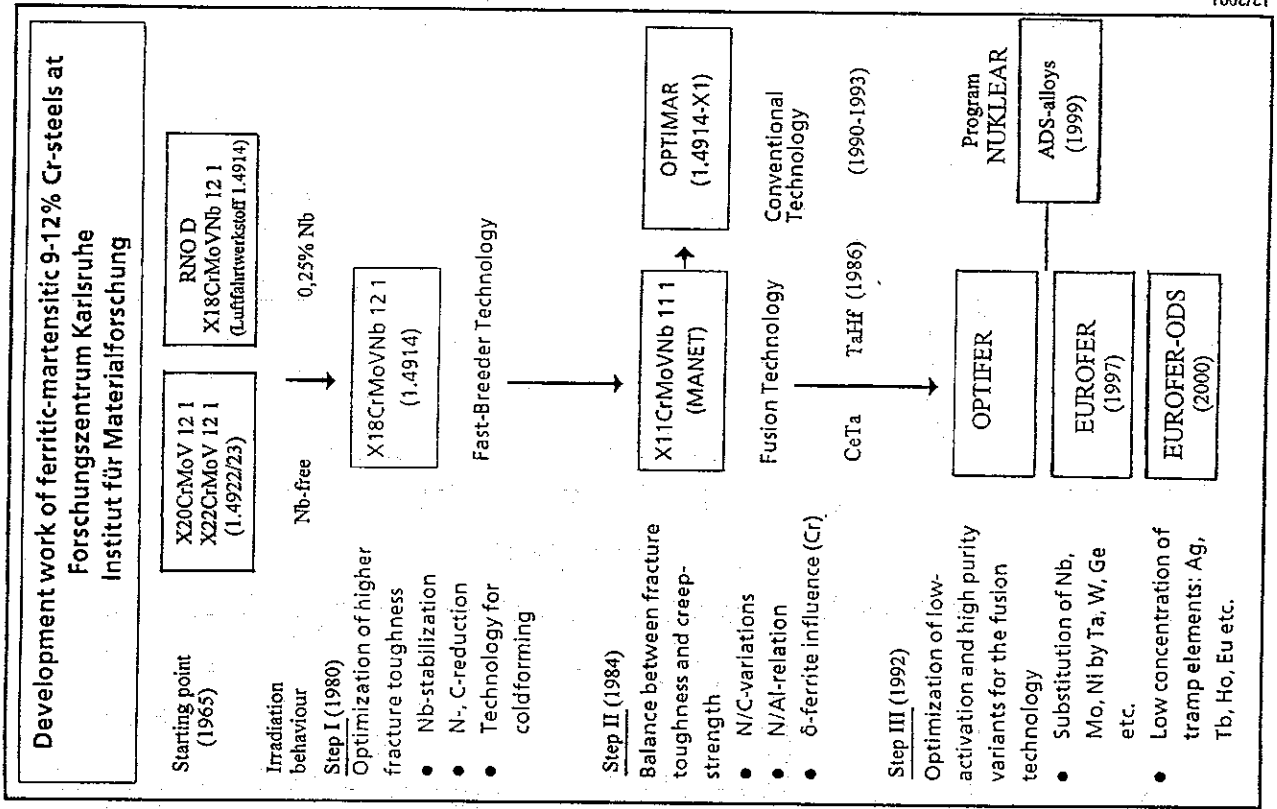 Development work of ferritic-martensitic 9-12% Cr-steels at
Forschungszentrum Karlsruhe
Institut für Materialforschung
Starting point
(1965)
X20CrMoV 12 1
X22CrMoV 12 1
(1.4922/23)
RNO D
X18CrMoVNb 12 1
(Luftfahrtwerkstoff 1.4914)
Irradiation
behaviour
Nb-free
0,25% Nb
Step I (1980)
Optimization of higher
fracture toughness
● Nb-stabilization
● N-, C-reduction
● Technology for
coldforming
X18CrMoVNb 12 1
(1.4914)
Fast-Breeder Technology
Step II (1984)
Balance between fracture
toughness and creep-
strength
● N/C-variations
● N/Al-relation
● δ-ferrite influence (Cr)
X11CrMoVNb 11 1
(MANET)
OPTIMAR
(1.4914-X1)
Fusion Technology
Conventional
Technology
CeTa
TaHf (1986)
(1990-1993)
Step III (1992)
Optimization of low-
activation and high purity
variants for the fusion
technology
● Substitution of Nb,
Mo, Ni by Ta, W, Ge
etc.
● Low concentration of
tramp elements: Ag,
Tb, Ho, Eu etc.
OPTIFER
EUROFER
(1997)
EUROFER-ODS
(2000)
Program
NUKLEAR
ADS-alloys
(1999)